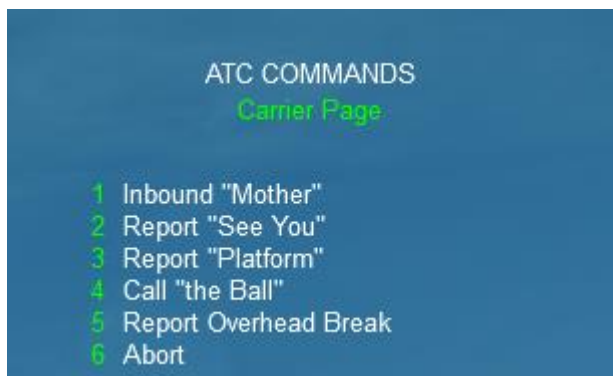 ATC COMMANDS
Carrier Page
1 Inbound "Mother"
2 Report "See You"
3 Report "Platform"
4 Call "the Ball"
5 Report Overhead Break
6 Abort